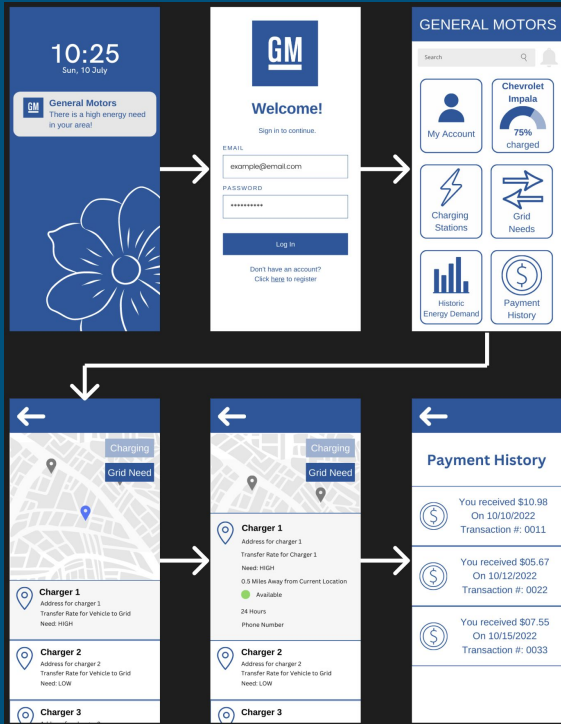 10:25
Sun, 10 July
GM
General Motors
There is a high energy need
in your area!
GM
Welcome!
Sign in to continue.
EMAIL
example@email.com
PASSWORD
**********
Log In
Don't have an account?
Click here to register
GENERAL MOTORS
Search
My Account
Chevrolet
Impala
75%
charged
Charging
Stations
Grid
Needs
Historic
Energy Demand
Payment
History
Charging
Grid Need
Charger 1
Address for charger 1
Transfer Rate for Vehicle to Grid
Need: HIGH
Charger 2
Address for charger 2
Transfer Rate for Vehicle to Grid
Need: LOW
Charger 3
Charging
Grid Need
Charger 1
Address for charger 1
Transfer Rate for Charger 1
Need: HIGH
0.5 Miles Away from Current Location
Available
24 Hours
Phone Number
Charger 2
Address for charger 2
Transfer Rate for Vehicle to Grid
Need: LOW
Charger 3
Payment History
You received $10.98
On 10/10/2022
Transaction #: 0011
You received $05.67
On 10/12/2022
Transaction #: 0022
You received $07.55
On 10/15/2022
Transaction #: 0033